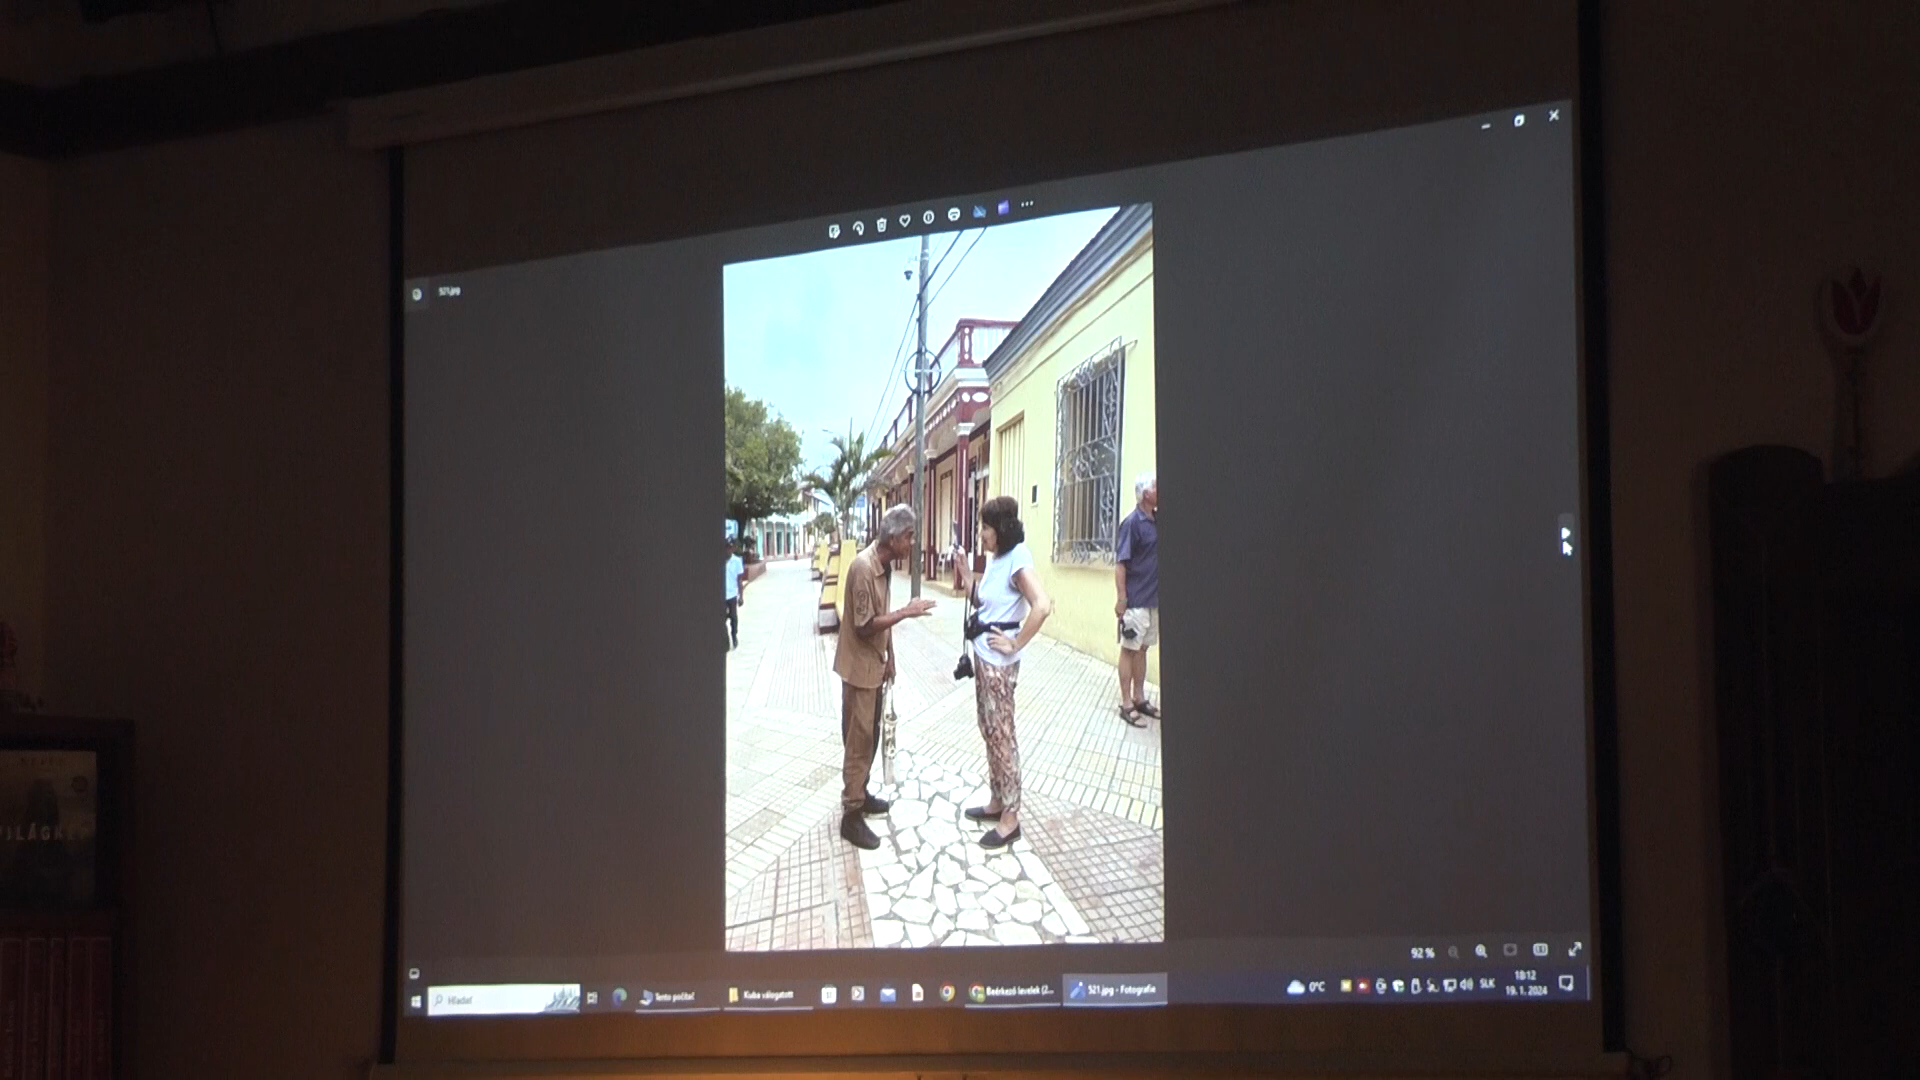 521.jpg
92 %
Hľadať
Tento počítač
Kuba válogatott
Beérkező levelek (2...
521.jpg - Fotografie
0°C
SLK
18:12
19. 1. 2024